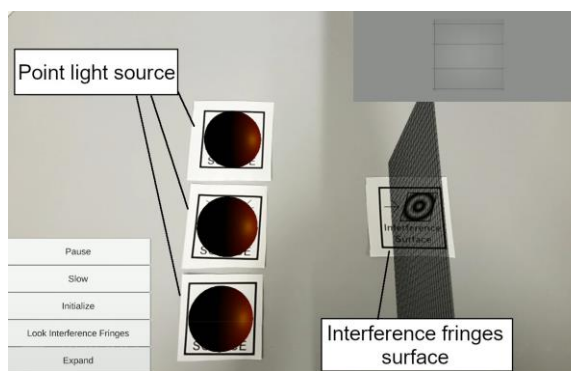 Point light source
Interference
Surface
Pause
Slow
Initialize
Look Interference Fringes
Expand
Interference fringes
surface